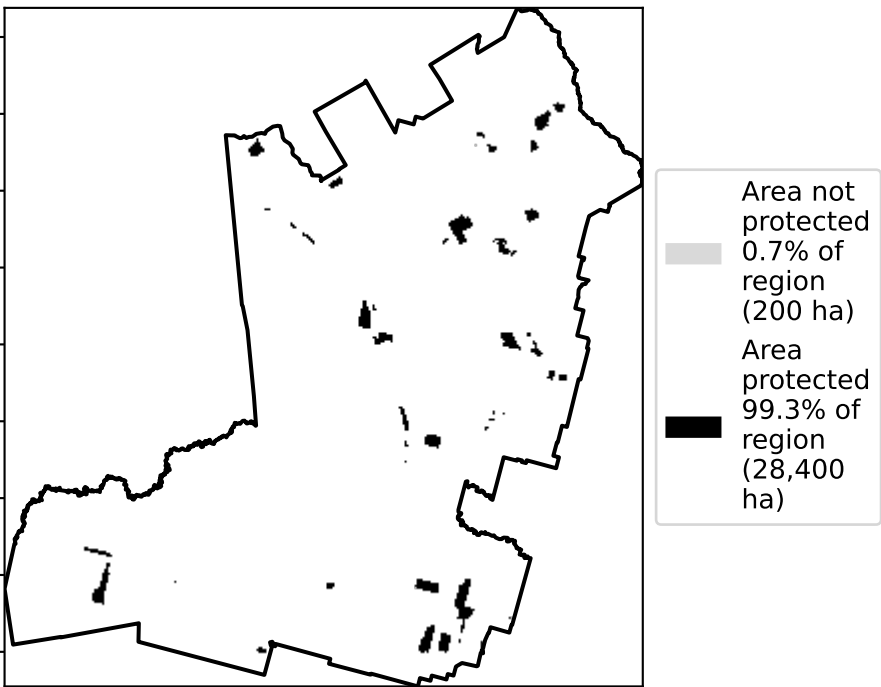 Area not
protected
0.7% of
region
(200 ha)
Area
protected
99.3% of
region
(28,400
ha)